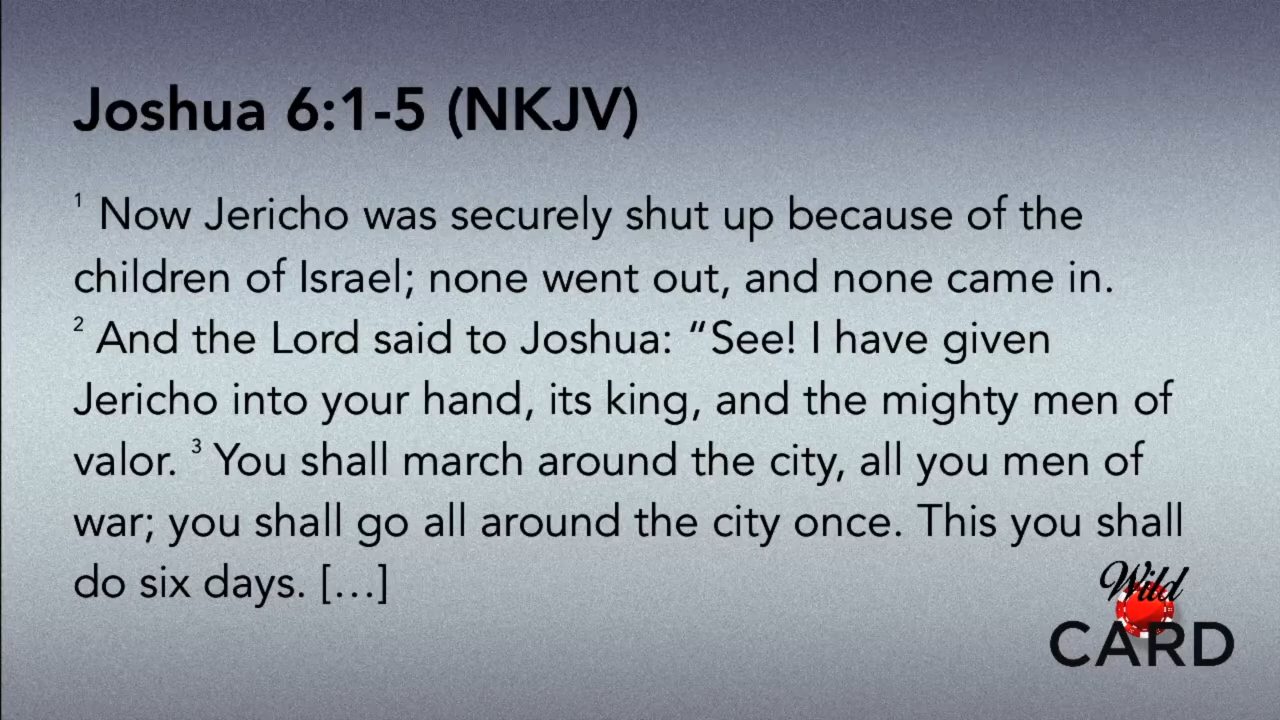 Joshua 6:1-5 (NKJV)
1 Now Jericho was securely shut up because of the
children of Israel; none went out, and none came in.
2 And the Lord said to Joshua: “See! I have given
Jericho into your hand, its king, and the mighty men of
valor. 3 You shall march around the city, all you men of
war; you shall go all around the city once. This you shall
do six days. [...]
Wild
CARD